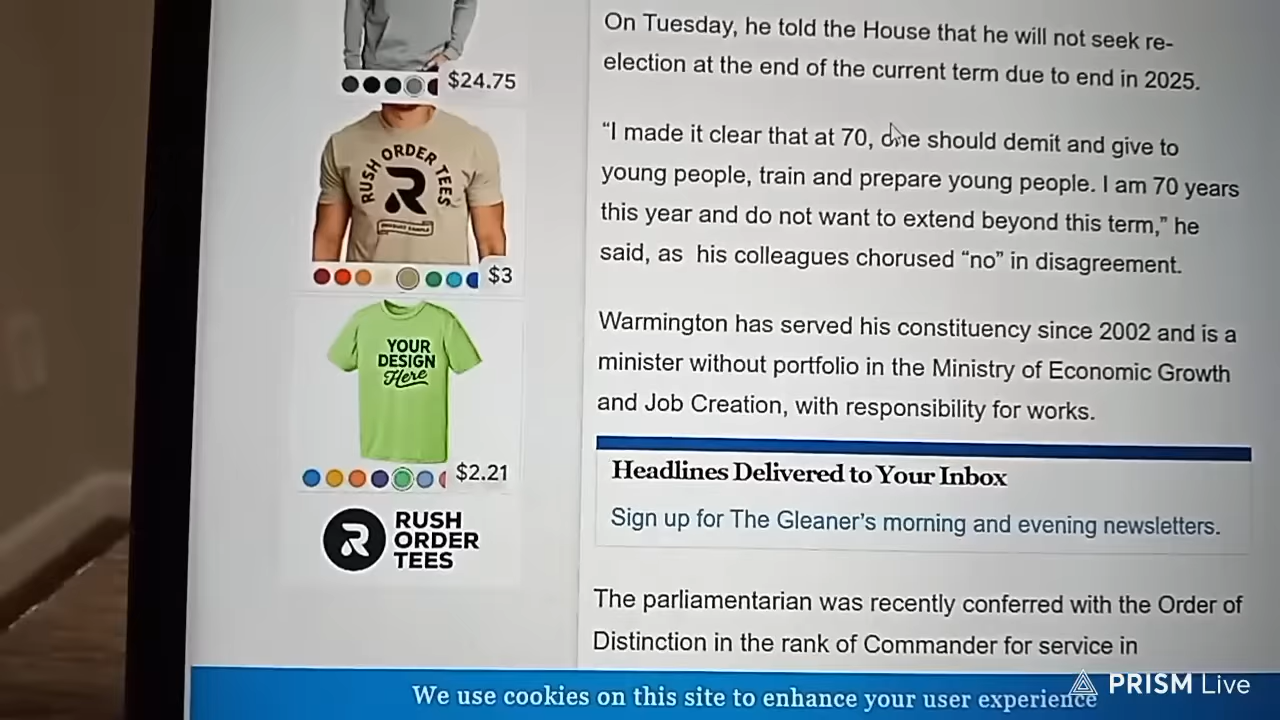 $24.75
RUSH ORDER TEES
R
$3
YOUR
DESIGN
Here
$2.21
RUSH
ORDER
TEES
On Tuesday, he told the House that he will not seek re-
election at the end of the current term due to end in 2025.
“I made it clear that at 70, one should demit and give to
young people, train and prepare young people. I am 70 years
this year and do not want to extend beyond this term,” he
said, as his colleagues chorused “no” in disagreement.
Warmington has served his constituency since 2002 and is a
minister without portfolio in the Ministry of Economic Growth
and Job Creation, with responsibility for works.
Headlines Delivered to Your Inbox
Sign up for The Gleaner’s morning and evening newsletters.
The parliamentarian was recently conferred with the Order of
Distinction in the rank of Commander for service in
We use cookies on this site to enhance your user experience
PRISM Live